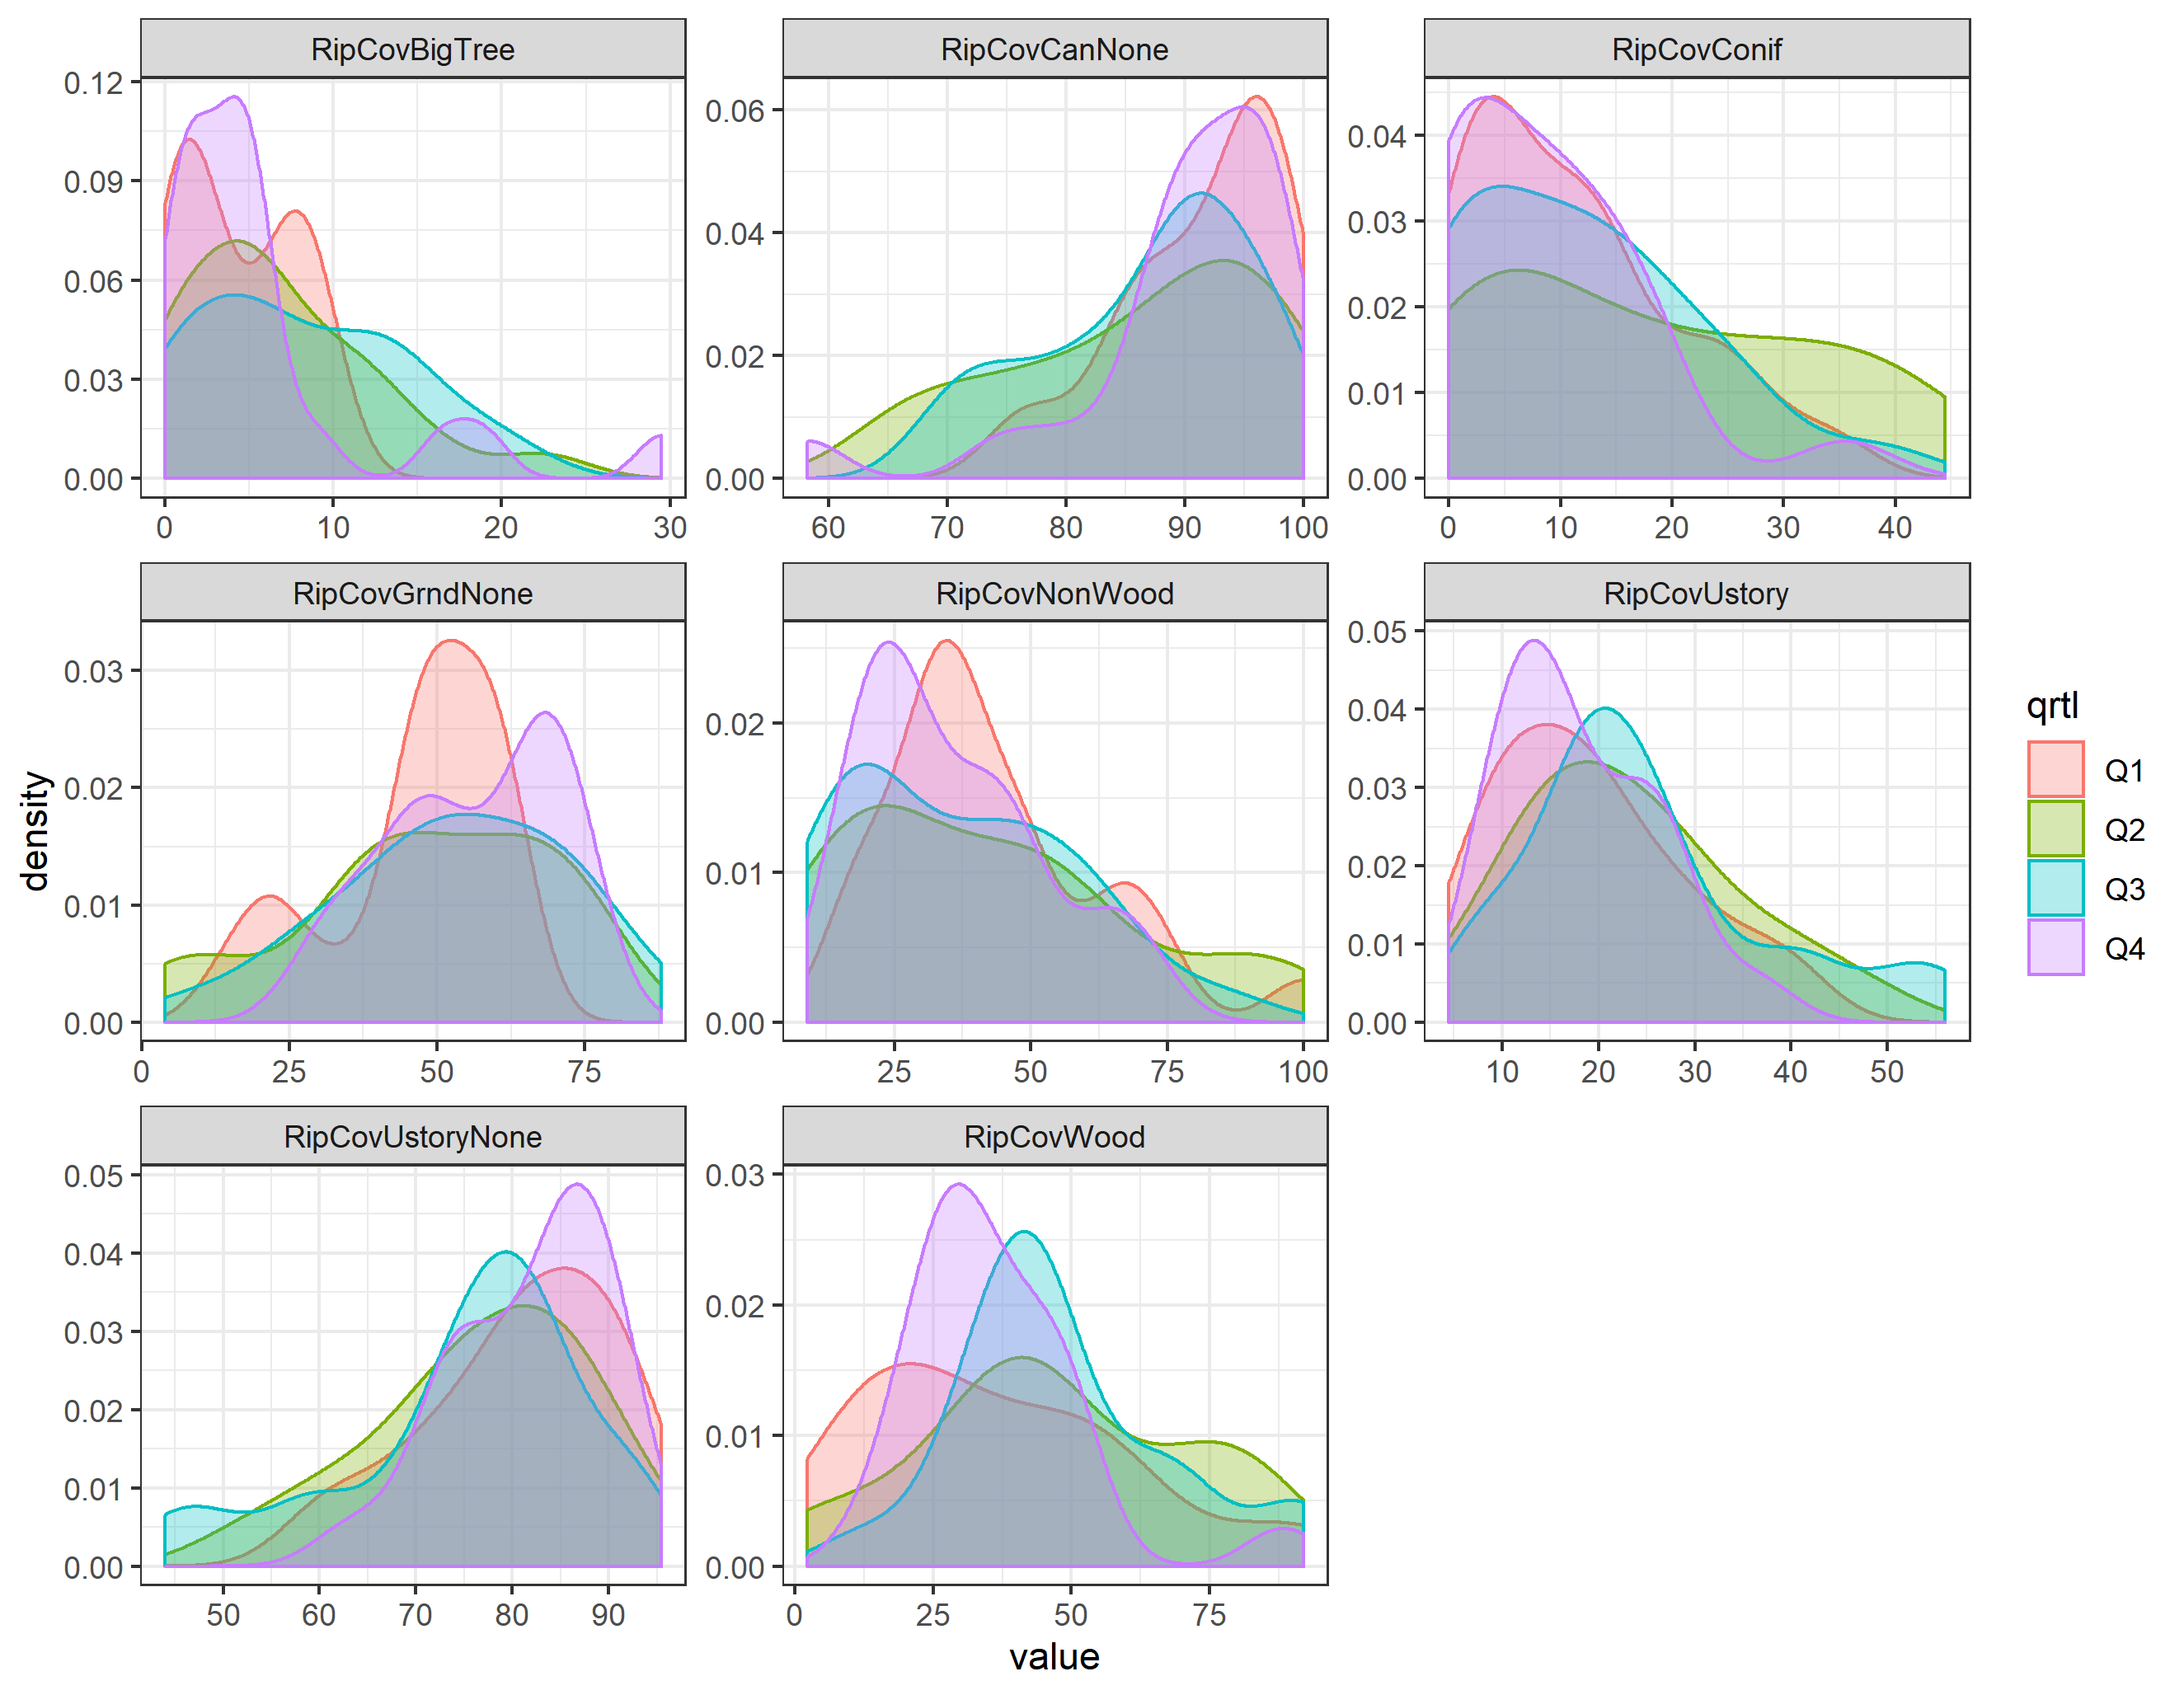 RipCovBigTree RipCovCanNone RipCovConif
0.12
0.09
0.06
0.03
0.00
0 10 20 30
0.06
0.04
0.02
0.00
60 70 80 90 100
0.04
0.03
0.02
0.01
0.00
0 10 20 30 40
RipCovGrndNone RipCovNonWood RipCovUstory
density
0.03
0.02
0.01
0.00
0 25 50 75
0.02
0.01
0.00
25 50 75 100
0.05
0.04
0.03
0.02
0.01
0.00
10 20 30 40 50
qrtl
Q1
Q2
Q3
Q4
RipCovUstoryNone RipCovWood
0.05
0.04
0.03
0.02
0.01
0.00
50 60 70 80 90
0.03
0.02
0.01
0.00
0 25 50 75
value